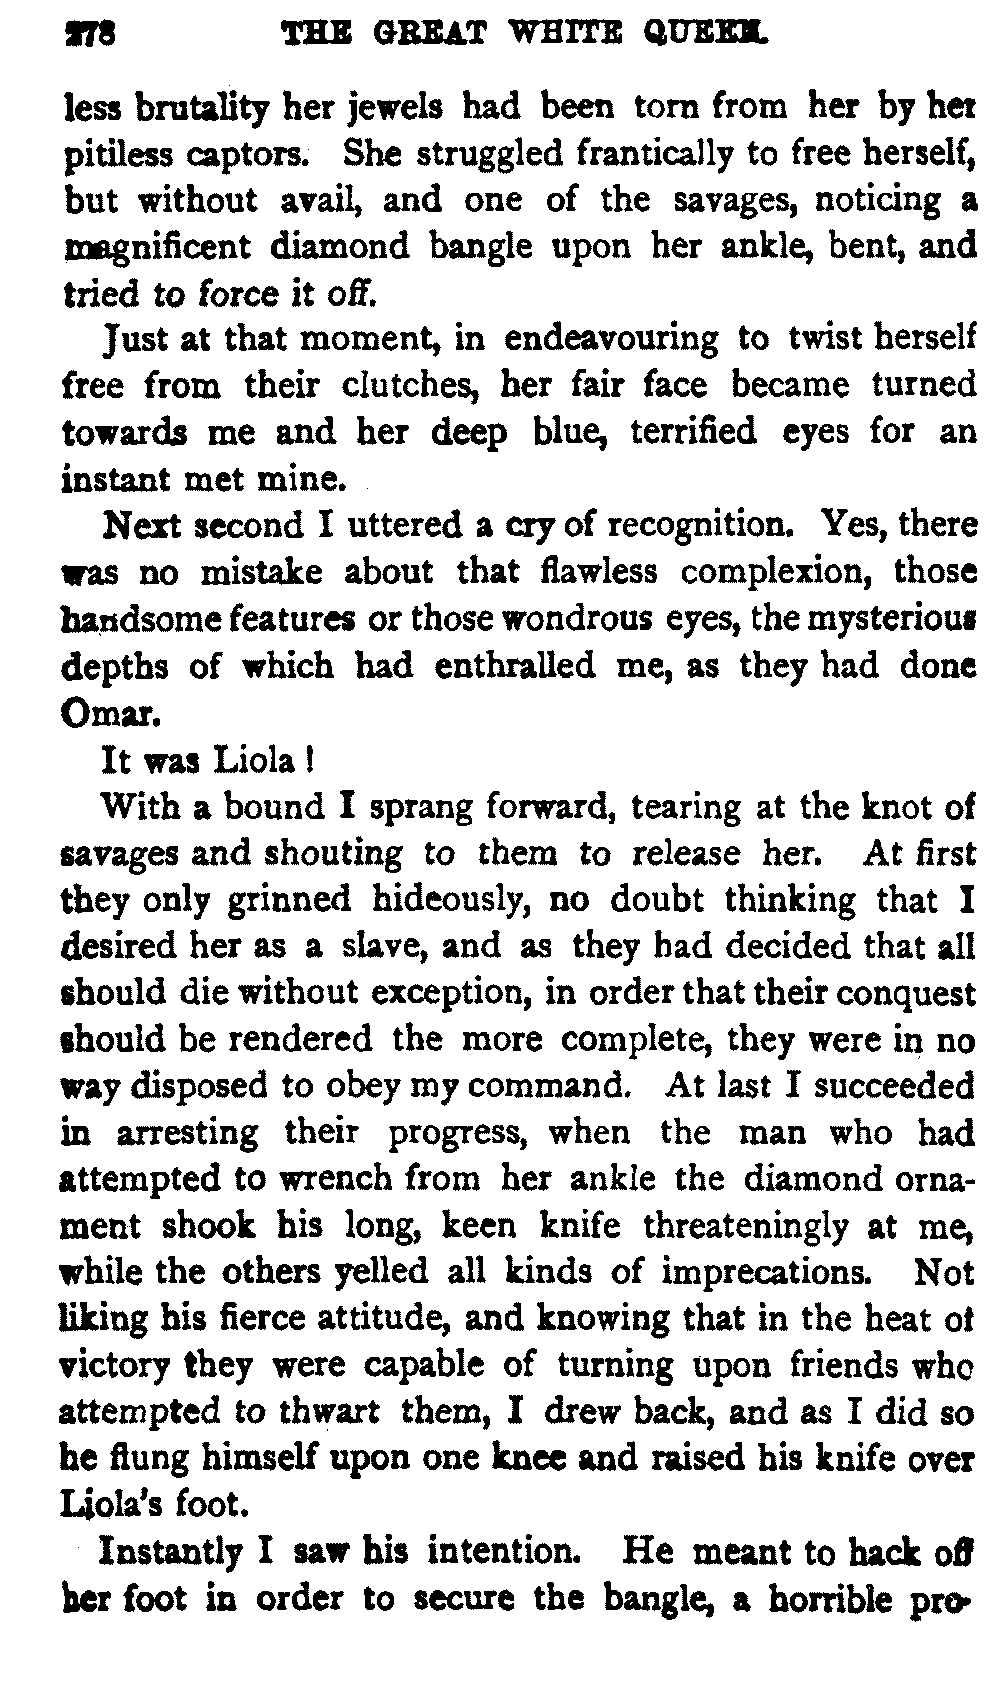 278 THE GREAT WHITE QUEEN.
less brutality her jewels had been torn from her by her
pitiless captors. She struggled frantically to free herself,
but without avail, and one of the savages, noticing a
magnificent diamond bangle upon her ankle, bent, and
tried to force it off.
Just at that moment, in endeavouring to twist herself
free from their clutches, her fair face became turned
towards me and her deep blue, terrified eyes for an
instant met mine.
Next second I uttered a cry of recognition. Yes, there
was no mistake about that flawless complexion, those
handsome features or those wondrous eyes, the mysterious
depths of which had enthralled me, as they had done
Omar.
It was Liola !
With a bound I sprang forward, tearing at the knot of
savages and shouting to them to release her. At first
they only grinned hideously, no doubt thinking that I
desired her as a slave, and as they had decided that all
should die without exception, in order that their conquest
should be rendered the more complete, they were in no
way disposed to obey my command. At last I succeeded
in arresting their progress, when the man who had
attempted to wrench from her ankle the diamond orna-
ment shook his long, keen knife threateningly at me,
while the others yelled all kinds of imprecations. Not
liking his fierce attitude, and knowing that in the heat of
victory they were capable of turning upon friends who
attempted to thwart them, I drew back, and as I did so
he flung himself upon one knee and raised his knife over
Liola's foot.
Instantly I saw his intention. He meant to hack off
her foot in order to secure the bangle, a horrible pro-